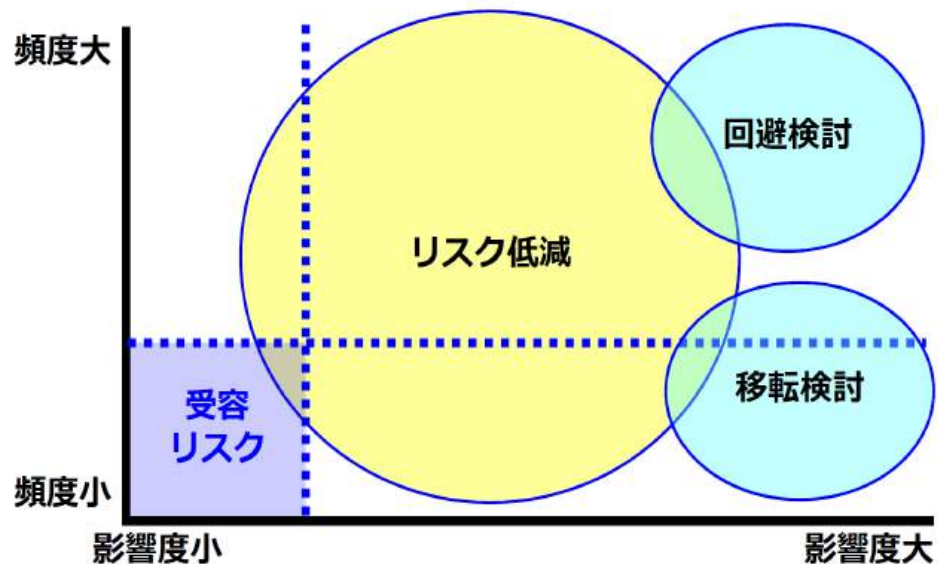 頻度大
回避検討
リスク低減
移転検討
受容
リスク
頻度小
影響度小
影響度大